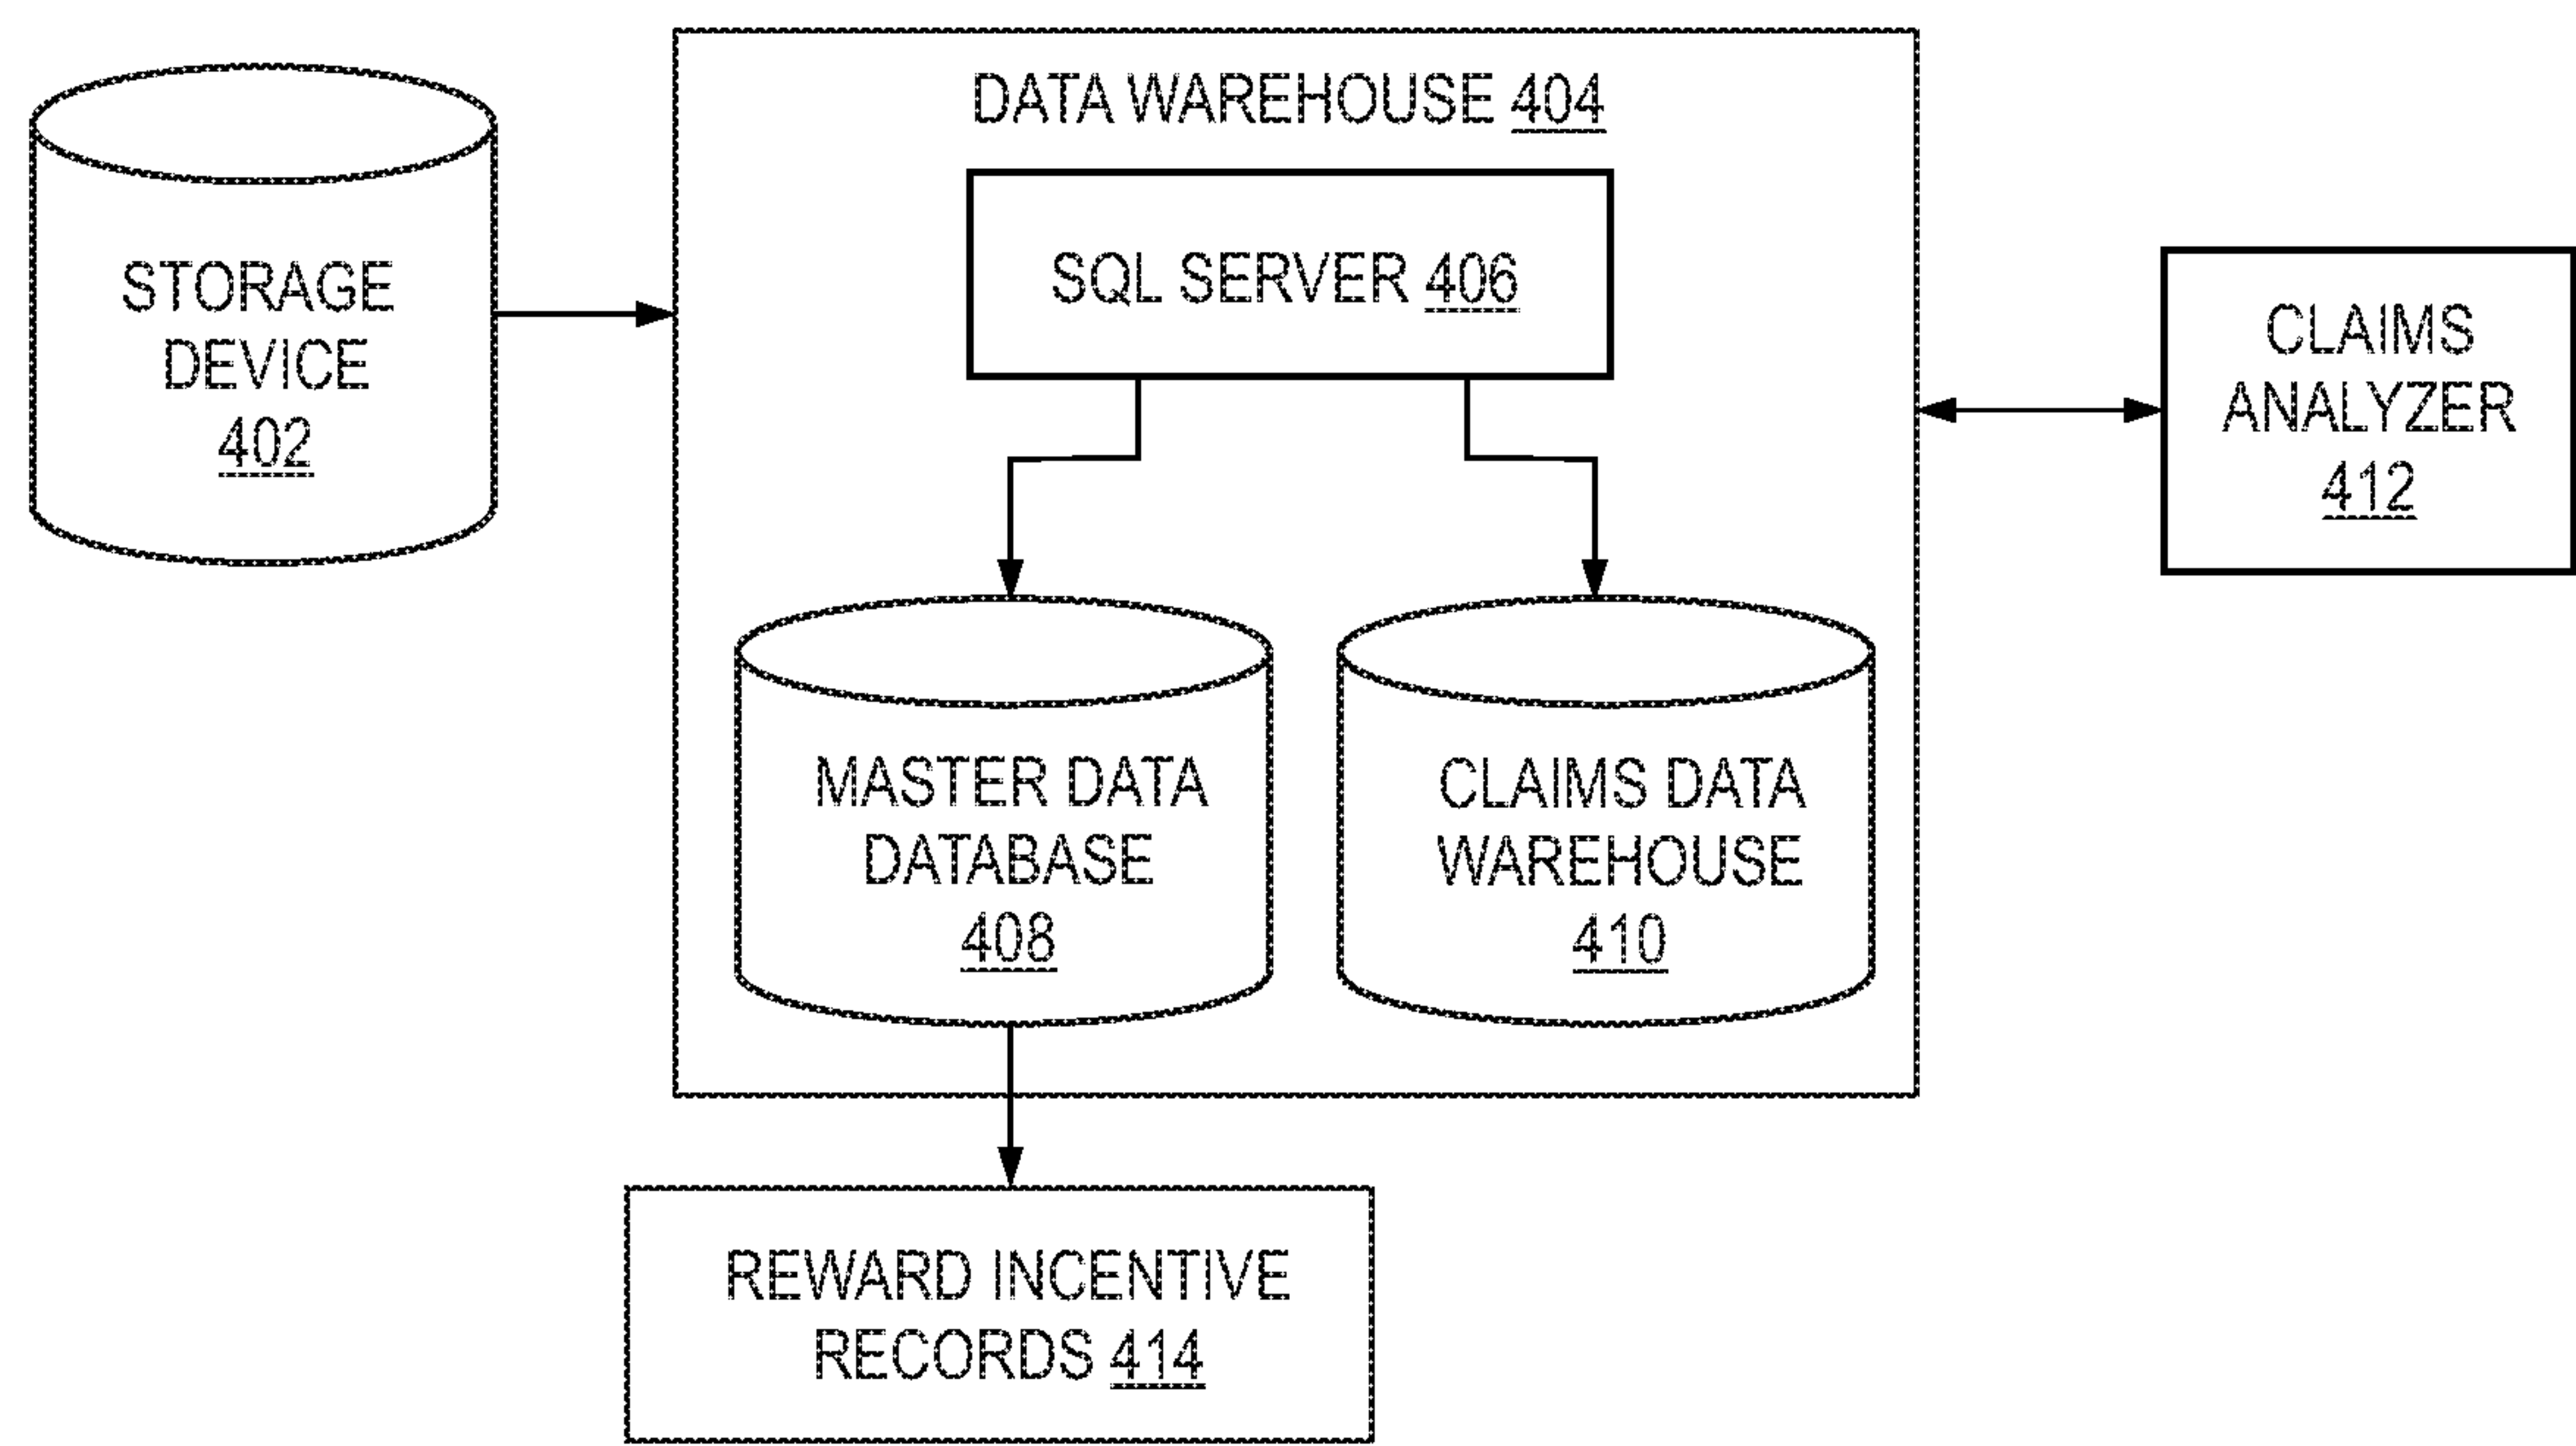 DATA WAREHOUSE 404
STORAGE
DEVICE
402
SQL SERVER 406
CLAIMS
ANALYZER
412
MASTER DATA
DATABASE
408
CLAIMS DATA
WAREHOUSE
410
REWARD INCENTIVE
RECORDS 414